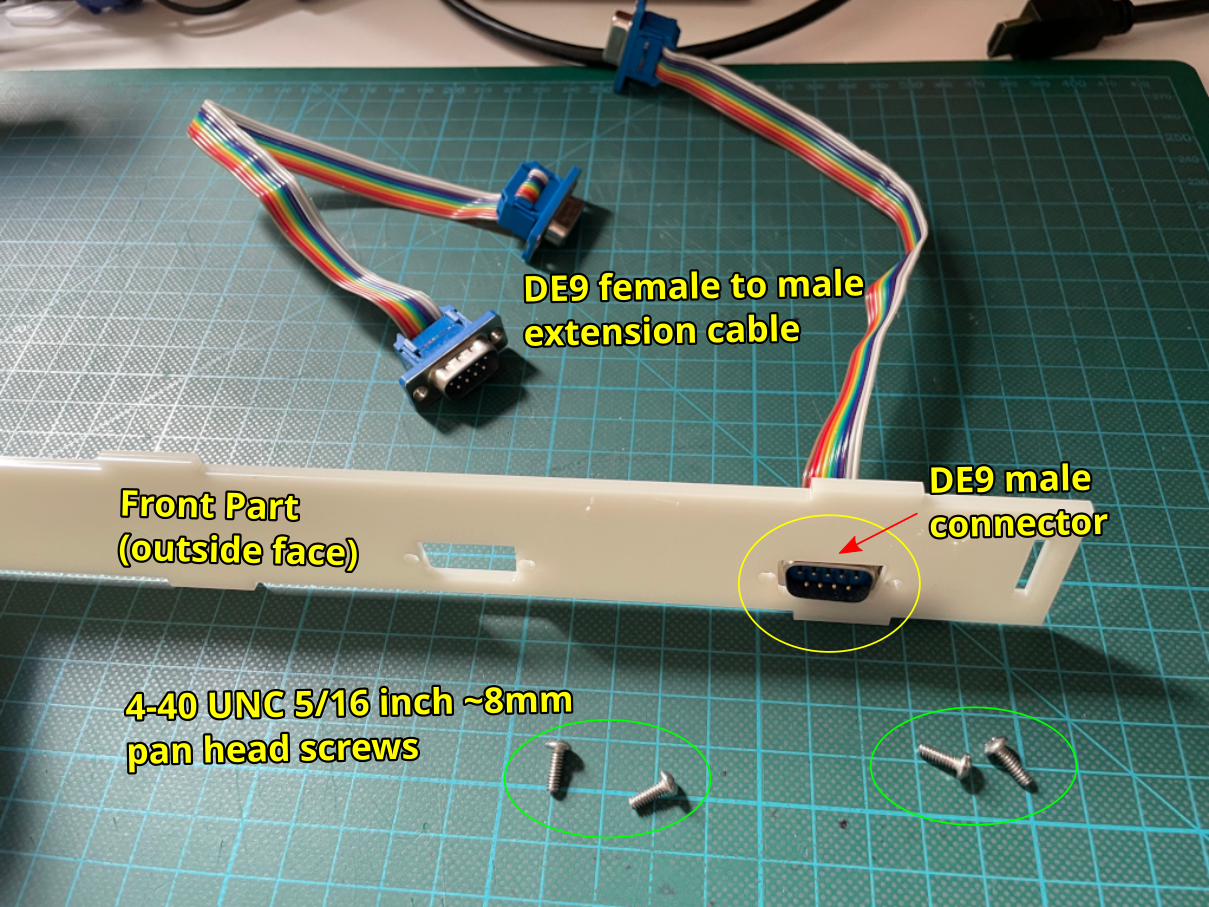 DE9 female to male
extension cable
DE9 male
connector
Front Part
(outside face)
4-40 UNC 5/16 inch ~8mm
pan head screws